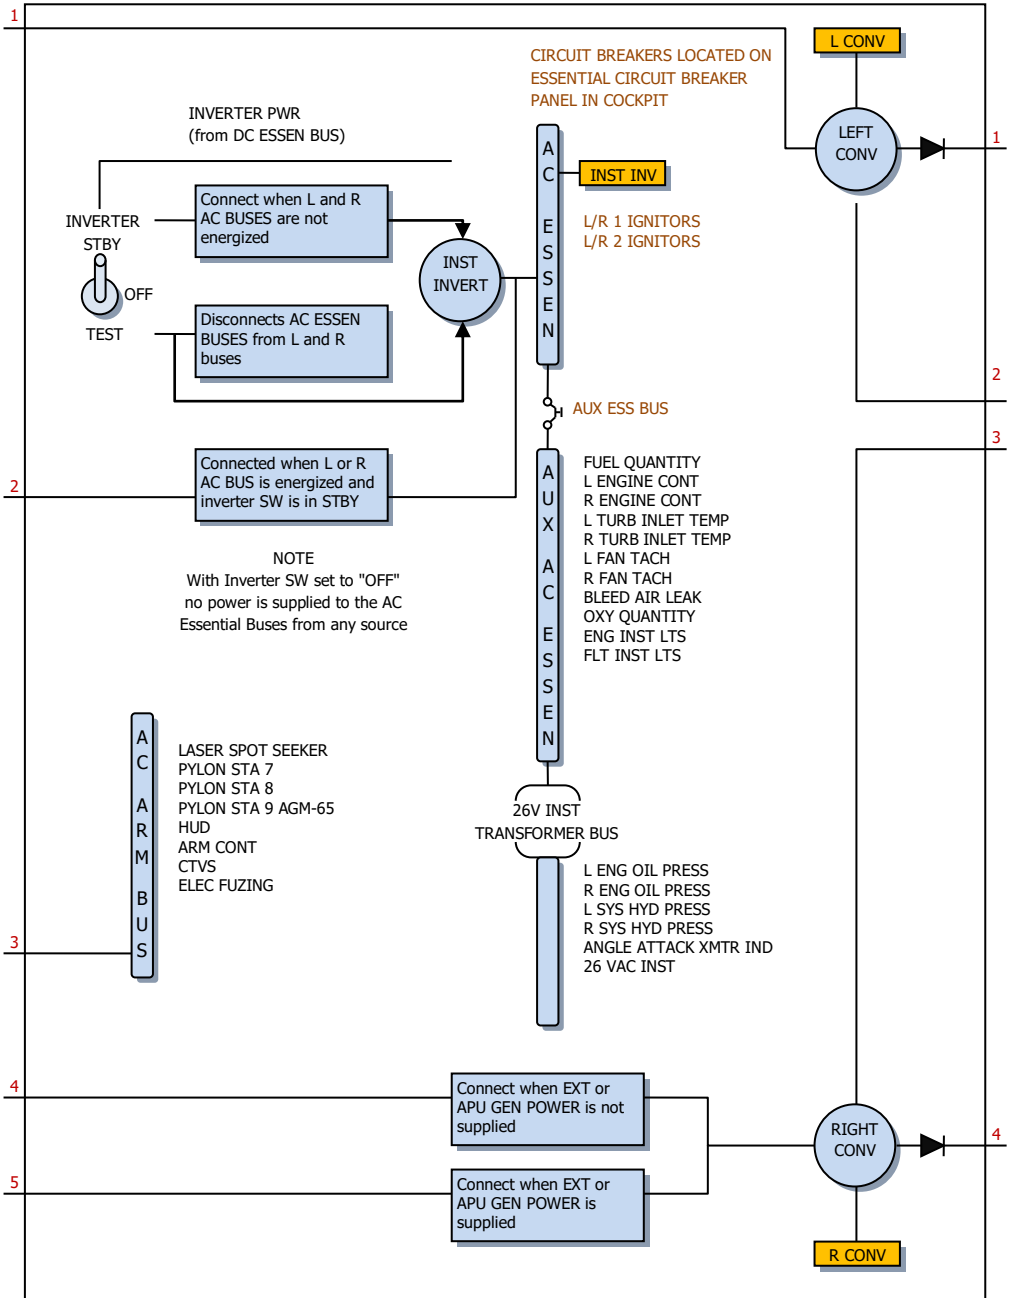 1
L CONV
CIRCUIT BREAKERS LOCATED ON
ESSENTIAL CIRCUIT BREAKER
PANEL IN COCKPIT
INVERTER PWR
(from DC ESSEN BUS)
LEFT
CONV
1
AC ESSEN
INST INV
Connect when L and R
AC BUSES are not
energized
INVERTER
STBY
OFF
TEST
L/R 1 IGNITORS
L/R 2 IGNITORS
INST
INVERT
Disconnects AC ESSEN
BUSES from L and R
buses
2
AUX ESS BUS
3
Connected when L or R
AC BUS is energized and
inverter SW is in STBY
2
AUX AC ESSEN
FUEL QUANTITY
L ENGINE CONT
R ENGINE CONT
L TURB INLET TEMP
R TURB INLET TEMP
L FAN TACH
R FAN TACH
BLEED AIR LEAK
OXY QUANTITY
ENG INST LTS
FLT INST LTS
NOTE
With Inverter SW set to "OFF"
no power is supplied to the AC
Essential Buses from any source
AC ARM BUS
LASER SPOT SEEKER
PYLON STA 7
PYLON STA 8
PYLON STA 9 AGM-65
HUD
ARM CONT
CTVS
ELEC FUZING
26V INST
TRANSFORMER BUS
L ENG OIL PRESS
R ENG OIL PRESS
L SYS HYD PRESS
R SYS HYD PRESS
ANGLE ATTACK XMTR IND
26 VAC INST
3
4
Connect when EXT or
APU GEN POWER is not
supplied
RIGHT
CONV
4
5
Connect when EXT or
APU GEN POWER is
supplied
R CONV